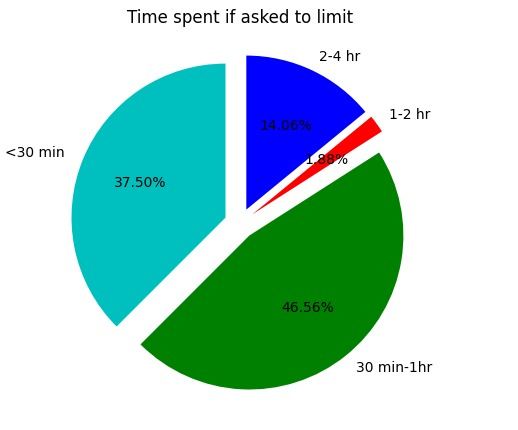 Time spent if asked to limit
2-4 hr
14.06%
1-2 hr
1.88%
<30 min
37.50%
46.56%
30 min-1hr